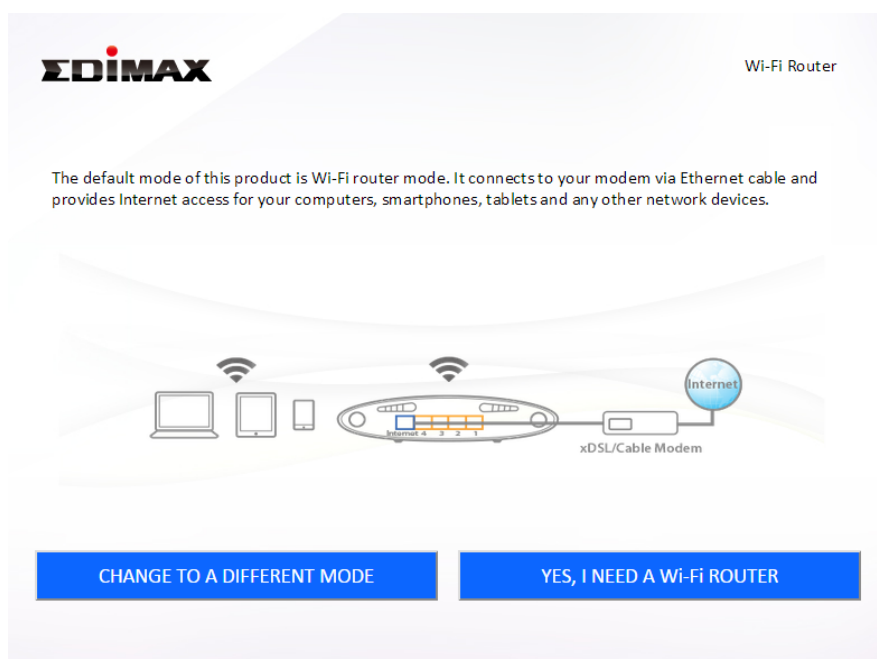 EDIMAX
Wi-Fi Router
The default mode of this product is Wi-Fi router mode. It connects to your modem via Ethernet cable and
provides Internet access for your computers, smartphones, tablets and any other network devices.
Internet
Internet 4 3 2 1
xDSL/Cable Modem
CHANGE TO A DIFFERENT MODE
YES, I NEED A Wi-Fi ROUTER